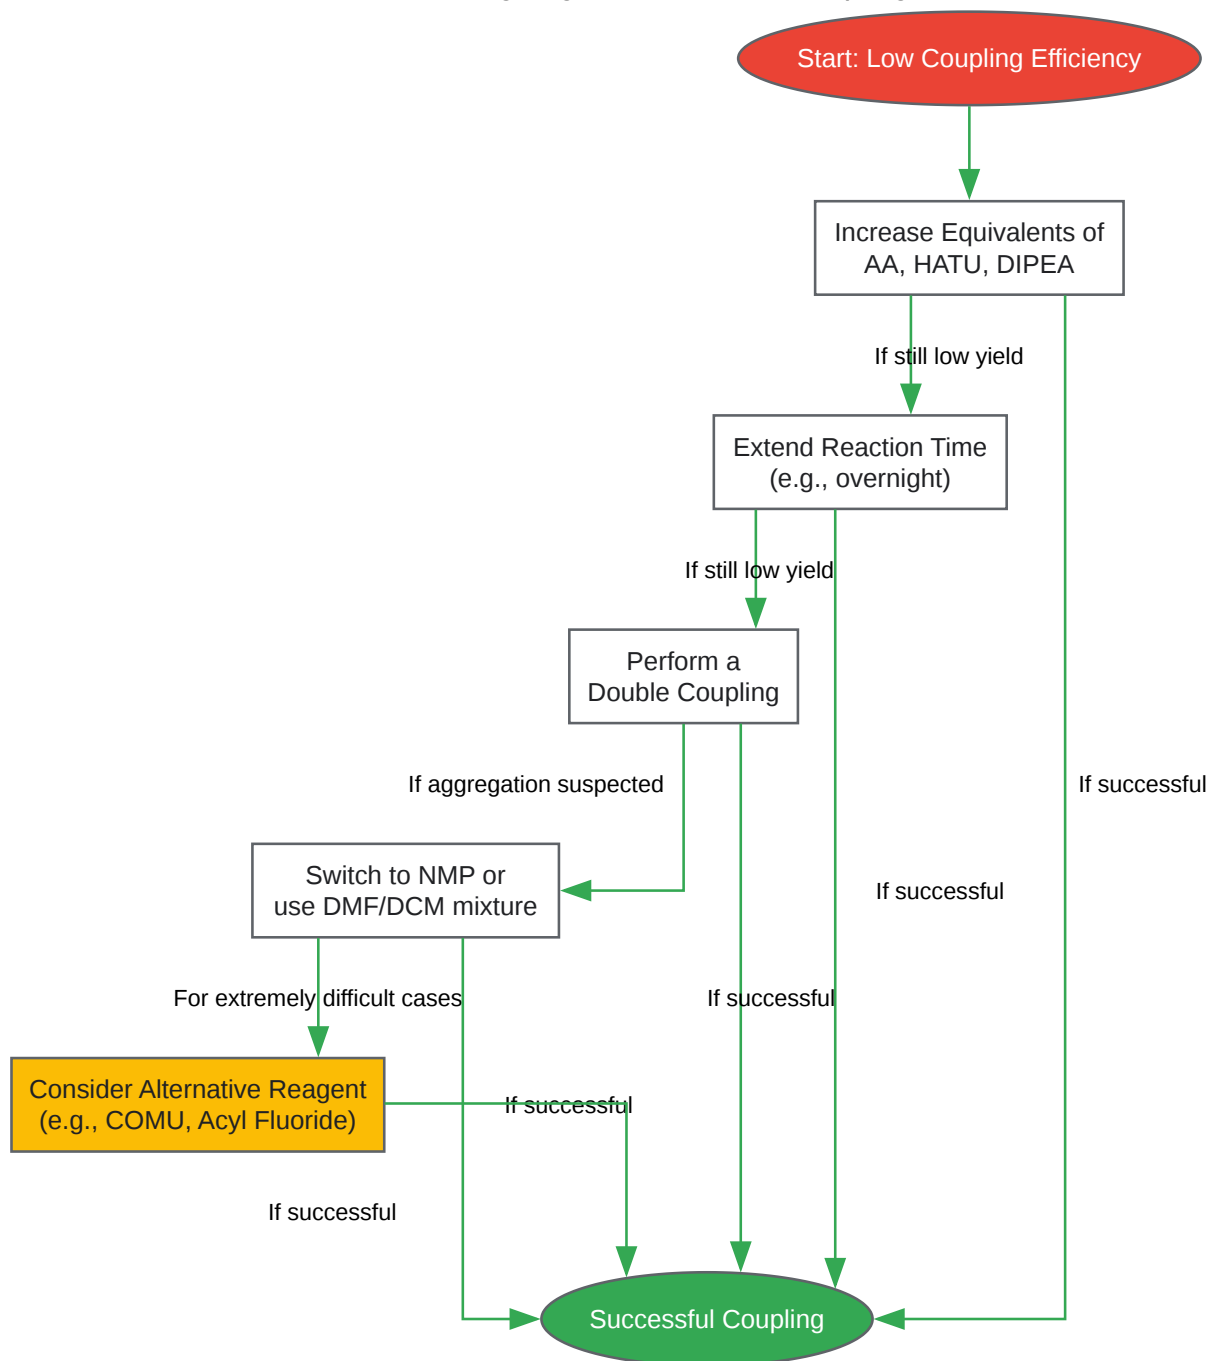 Start: Low Coupling Efficiency
Increase Equivalents of
AA, HATU, DIPEA
If still low yield
Extend Reaction Time
(e.g., overnight)
If still low yield
Perform a
Double Coupling
If aggregation suspected
If successful
Switch to NMP or
use DMF/DCM mixture
If successful
For extremely difficult cases
If successful
Consider Alternative Reagent
(e.g., COMU, Acyl Fluoride)
If successful
If successful
Successful Coupling